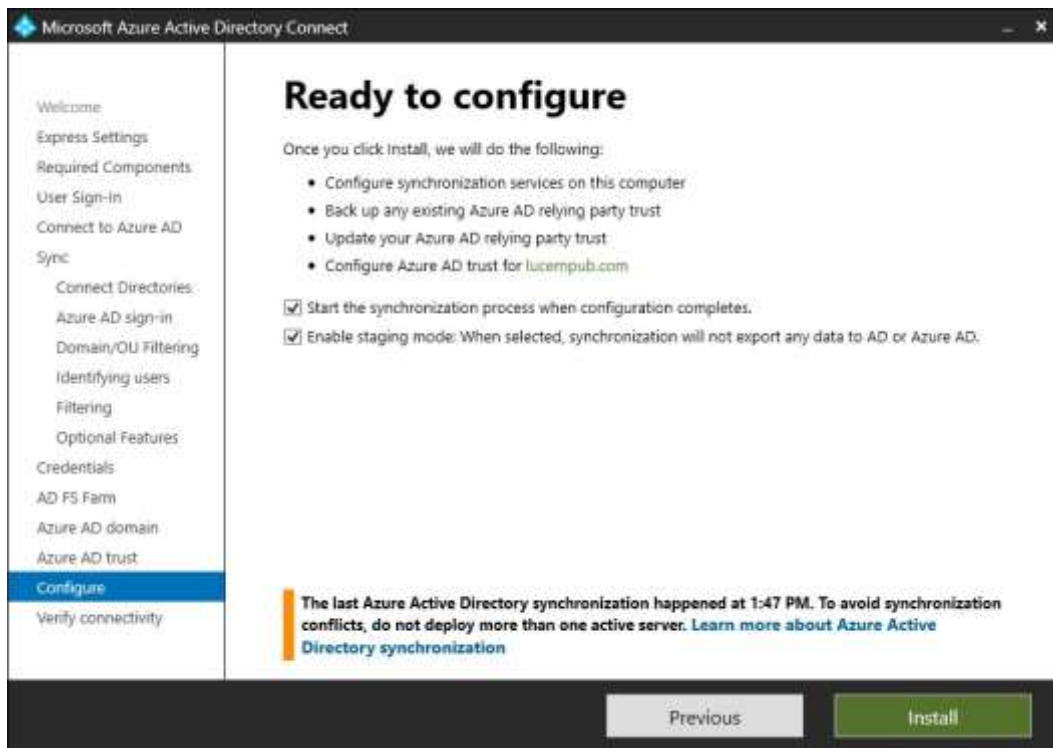 Microsoft Azure Active Directory Connect
Welcome
Express Settings
Required Components
User Sign-In
Connect to Azure AD
Sync
Connect Directories
Azure AD sign-in
Domain/OU Filtering
Identifying users
Filtering
Optional Features
Credentials
AD FS Farm
Azure AD domain
Azure AD trust
Configure
Verify connectivity
Ready to configure
Once you click Install, we will do the following:
• Configure synchronization services on this computer
• Back up any existing Azure AD relying party trust
• Update your Azure AD relying party trust
• Configure Azure AD trust for lucernpub.com
Start the synchronization process when configuration completes.
Enable staging mode: When selected, synchronization will not export any data to AD or Azure AD.
The last Azure Active Directory synchronization happened at 1:47 PM. To avoid synchronization
conflicts, do not deploy more than one active server. Learn more about Azure Active
Directory synchronization
Previous
Install